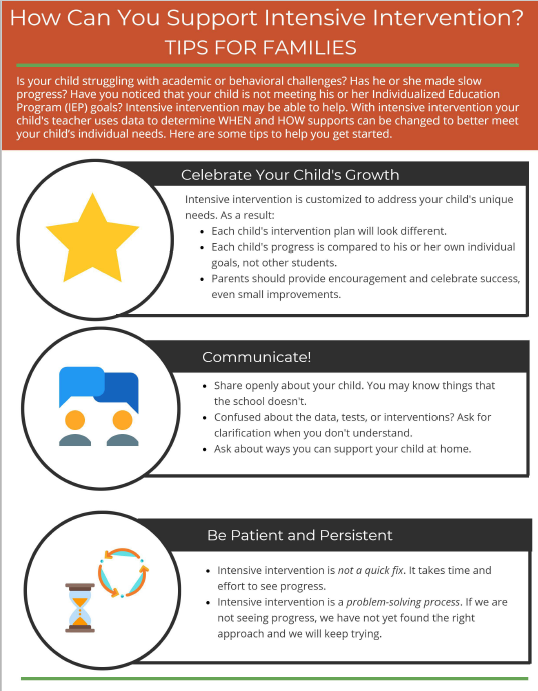 How Can You Support Intensive Intervention?
TIPS FOR FAMILIES
Is your child struggling with academic or behavioral challenges? Has he or she made slow
progress? Have you noticed that your child is not meeting his or her Individualized Education
Program (IEP) goals? Intensive intervention may be able to help. With intensive intervention your
child's teacher uses data to determine WHEN and HOW supports can be changed to better meet
your child's individual needs. Here are some tips to help you get started.
Celebrate Your Child's Growth
Intensive intervention is customized to address your child's unique
needs. As a result:
• Each child's intervention plan will look different.
• Each child's progress is compared to his or her own individual
goals, not other students.
• Parents should provide encouragement and celebrate success,
even small improvements.
Communicate!
• Share openly about your child. You may know things that
the school doesn't.
• Confused about the data, tests, or interventions? Ask for
clarification when you don't understand.
• Ask about ways you can support your child at home.
Be Patient and Persistent
• Intensive intervention is not a quick fix. It takes time and
effort to see progress.
• Intensive intervention is a problem-solving process. If we are
not seeing progress, we have not yet found the right
approach and we will keep trying.